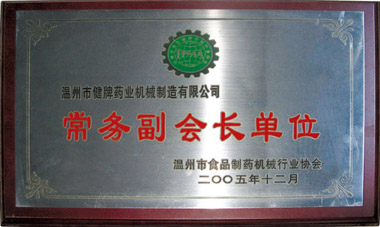 温州市健牌药业机械制造有限公司
常务副会长单位
温州市食品制药机械行业协会
二〇〇五年十二月